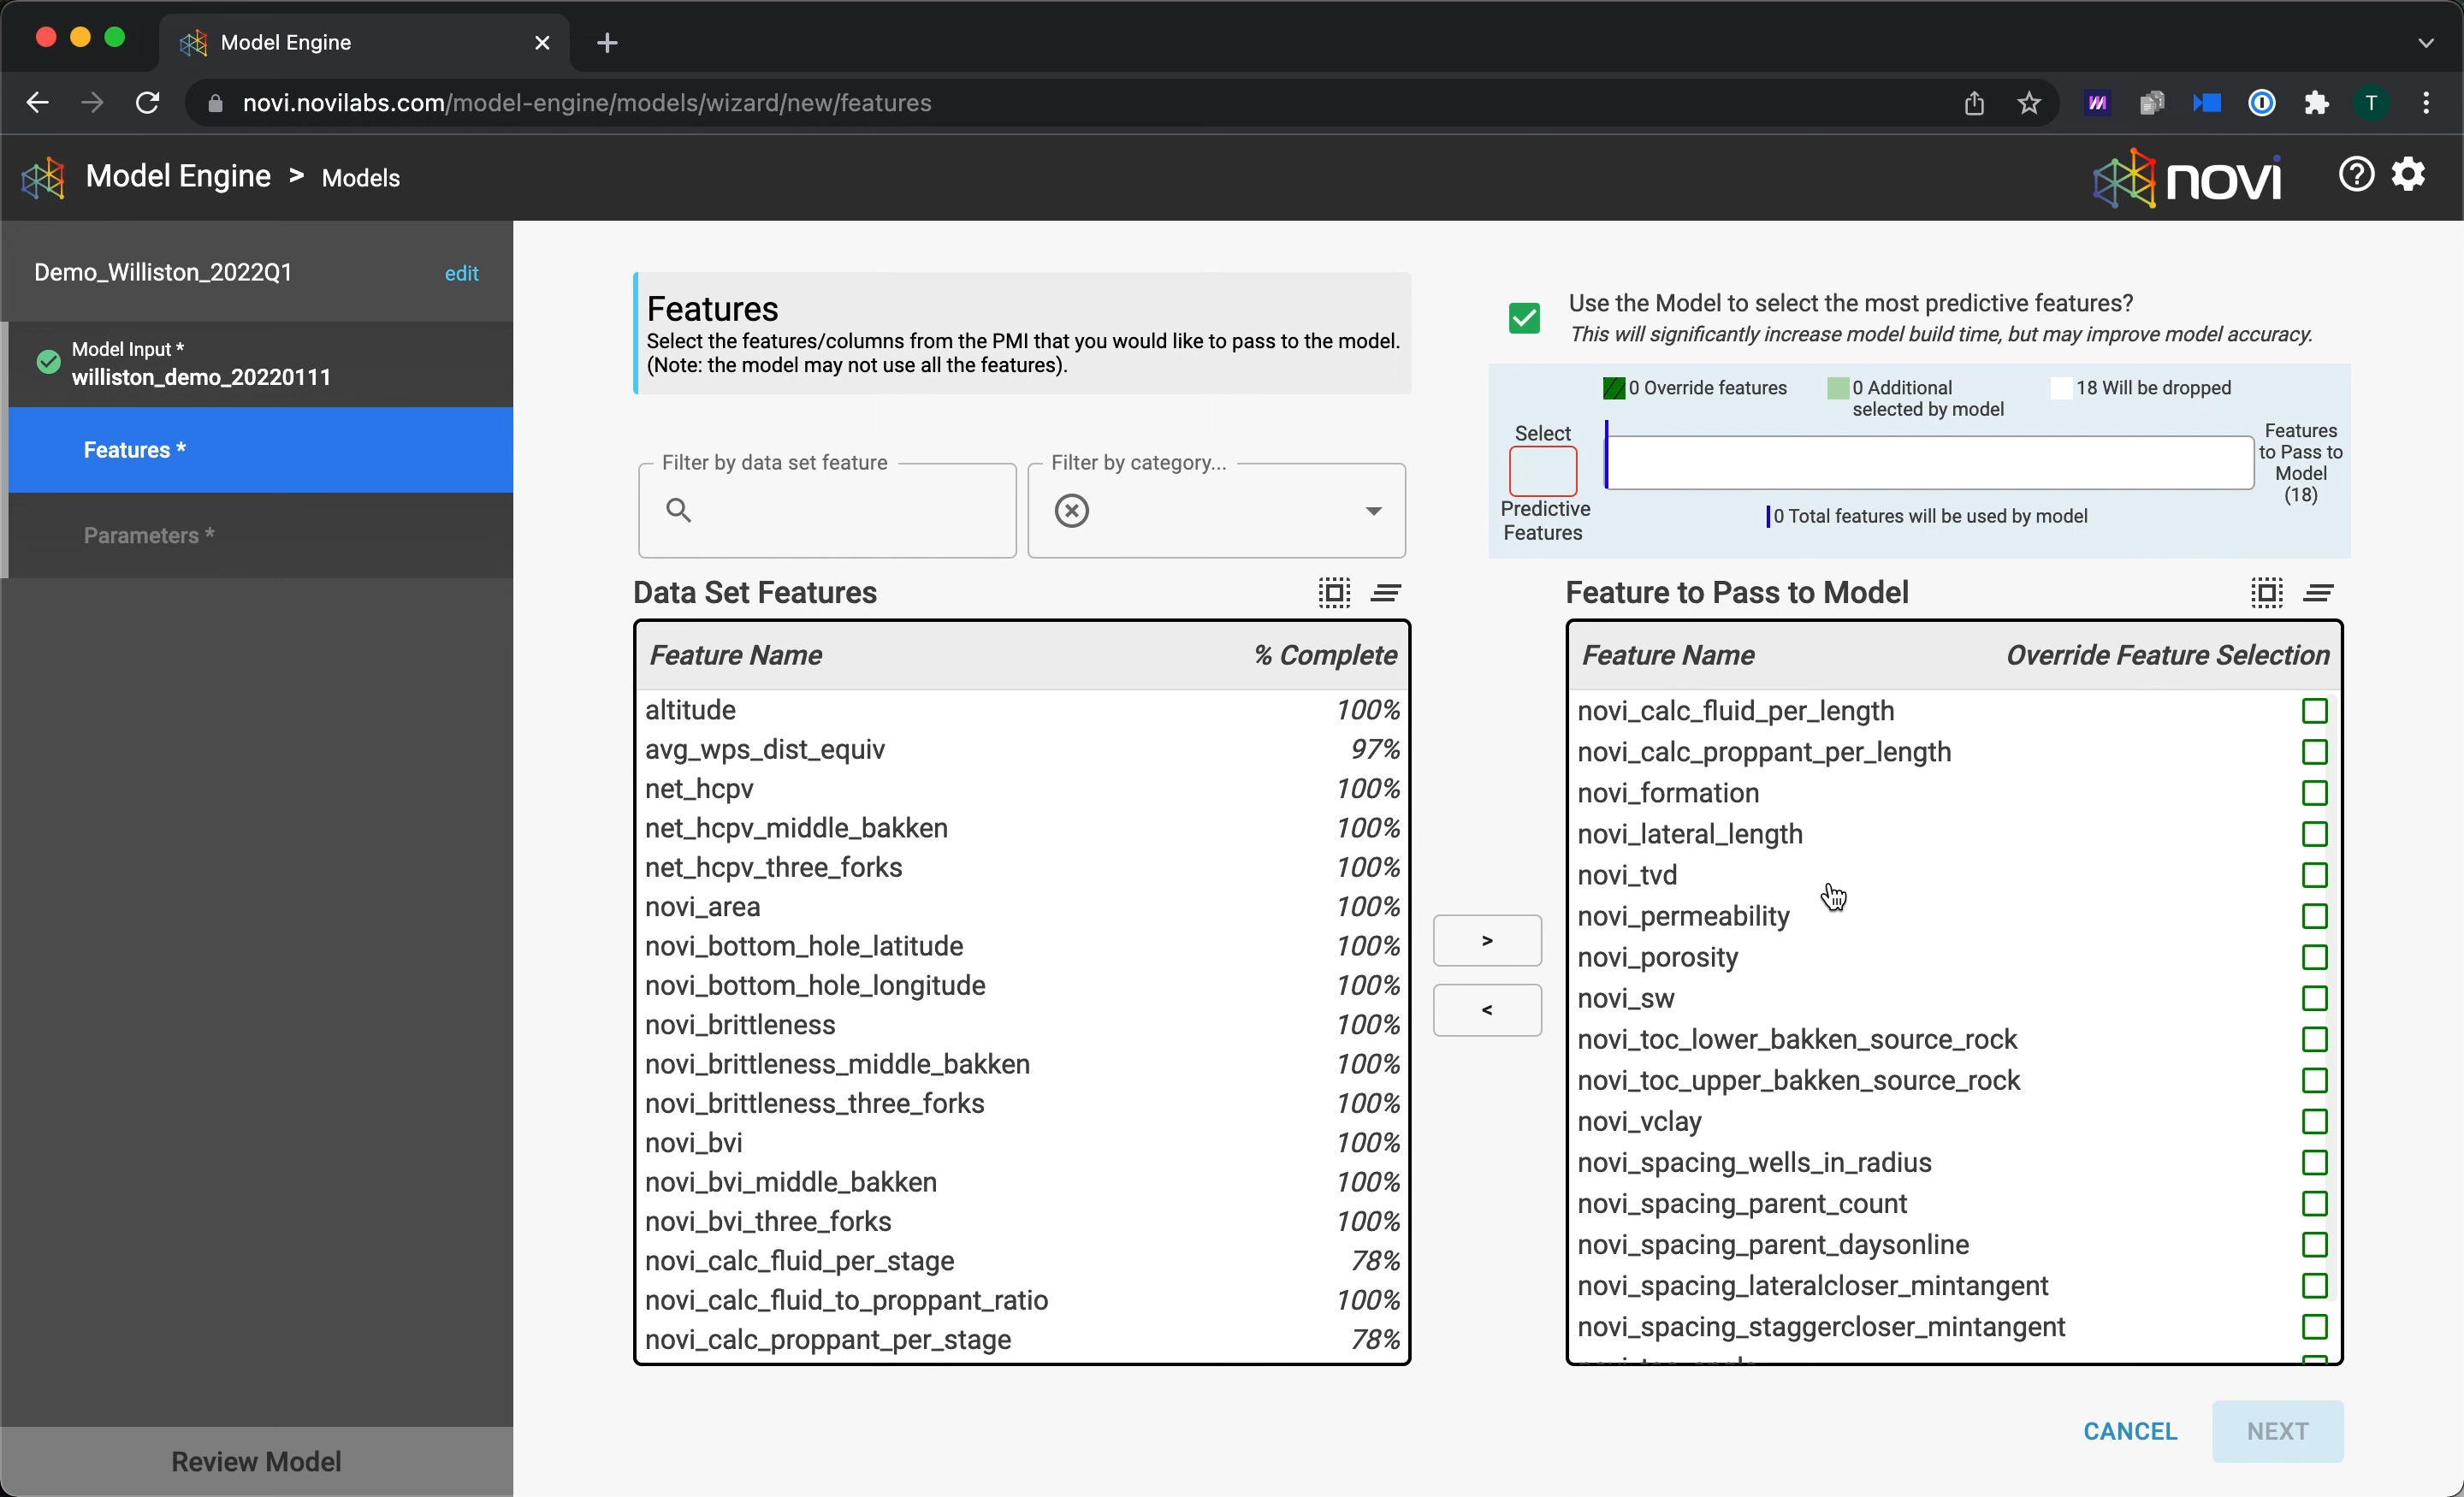 Model Engine
novi.novilabs.com/model-engine/models/wizard/new/features
T
Model Engine > Models
novi
Demo_Williston_2022Q1
edit
Model Input *
williston_demo_20220111
Features *
Parameters *
Review Model
Features
Select the features/columns from the PMI that you would like to pass to the model.
(Note: the model may not use all the features).
Use the Model to select the most predictive features?
This will significantly increase model build time, but may improve model accuracy.
0 Override features
0 Additional
selected by model
18 Will be dropped
Select
Predictive
Features
Features
to Pass to
Model
(18)
0 Total features will be used by model
Filter by data set feature
Filter by category...
Data Set Features
Feature Name % Complete
altitude 100%
avg_wps_dist_equiv 97%
net_hcpv 100%
net_hcpv_middle_bakken 100%
net_hcpv_three_forks 100%
novi_area 100%
novi_bottom_hole_latitude 100%
novi_bottom_hole_longitude 100%
novi_brittleness 100%
novi_brittleness_middle_bakken 100%
novi_brittleness_three_forks 100%
novi_bvi 100%
novi_bvi_middle_bakken 100%
novi_bvi_three_forks 100%
novi_calc_fluid_per_stage 78%
novi_calc_fluid_to_proppant_ratio 100%
novi_calc_proppant_per_stage 78%
>
<
Feature to Pass to Model
Feature Name Override Feature Selection
novi_calc_fluid_per_length
novi_calc_proppant_per_length
novi_formation
novi_lateral_length
novi_tvd
novi_permeability
novi_porosity
novi_sw
novi_toc_lower_bakken_source_rock
novi_toc_upper_bakken_source_rock
novi_vclay
novi_spacing_wells_in_radius
novi_spacing_parent_count
novi_spacing_parent_daysonline
novi_spacing_lateralcloser_mintangent
novi_spacing_staggercloser_mintangent
CANCEL
NEXT